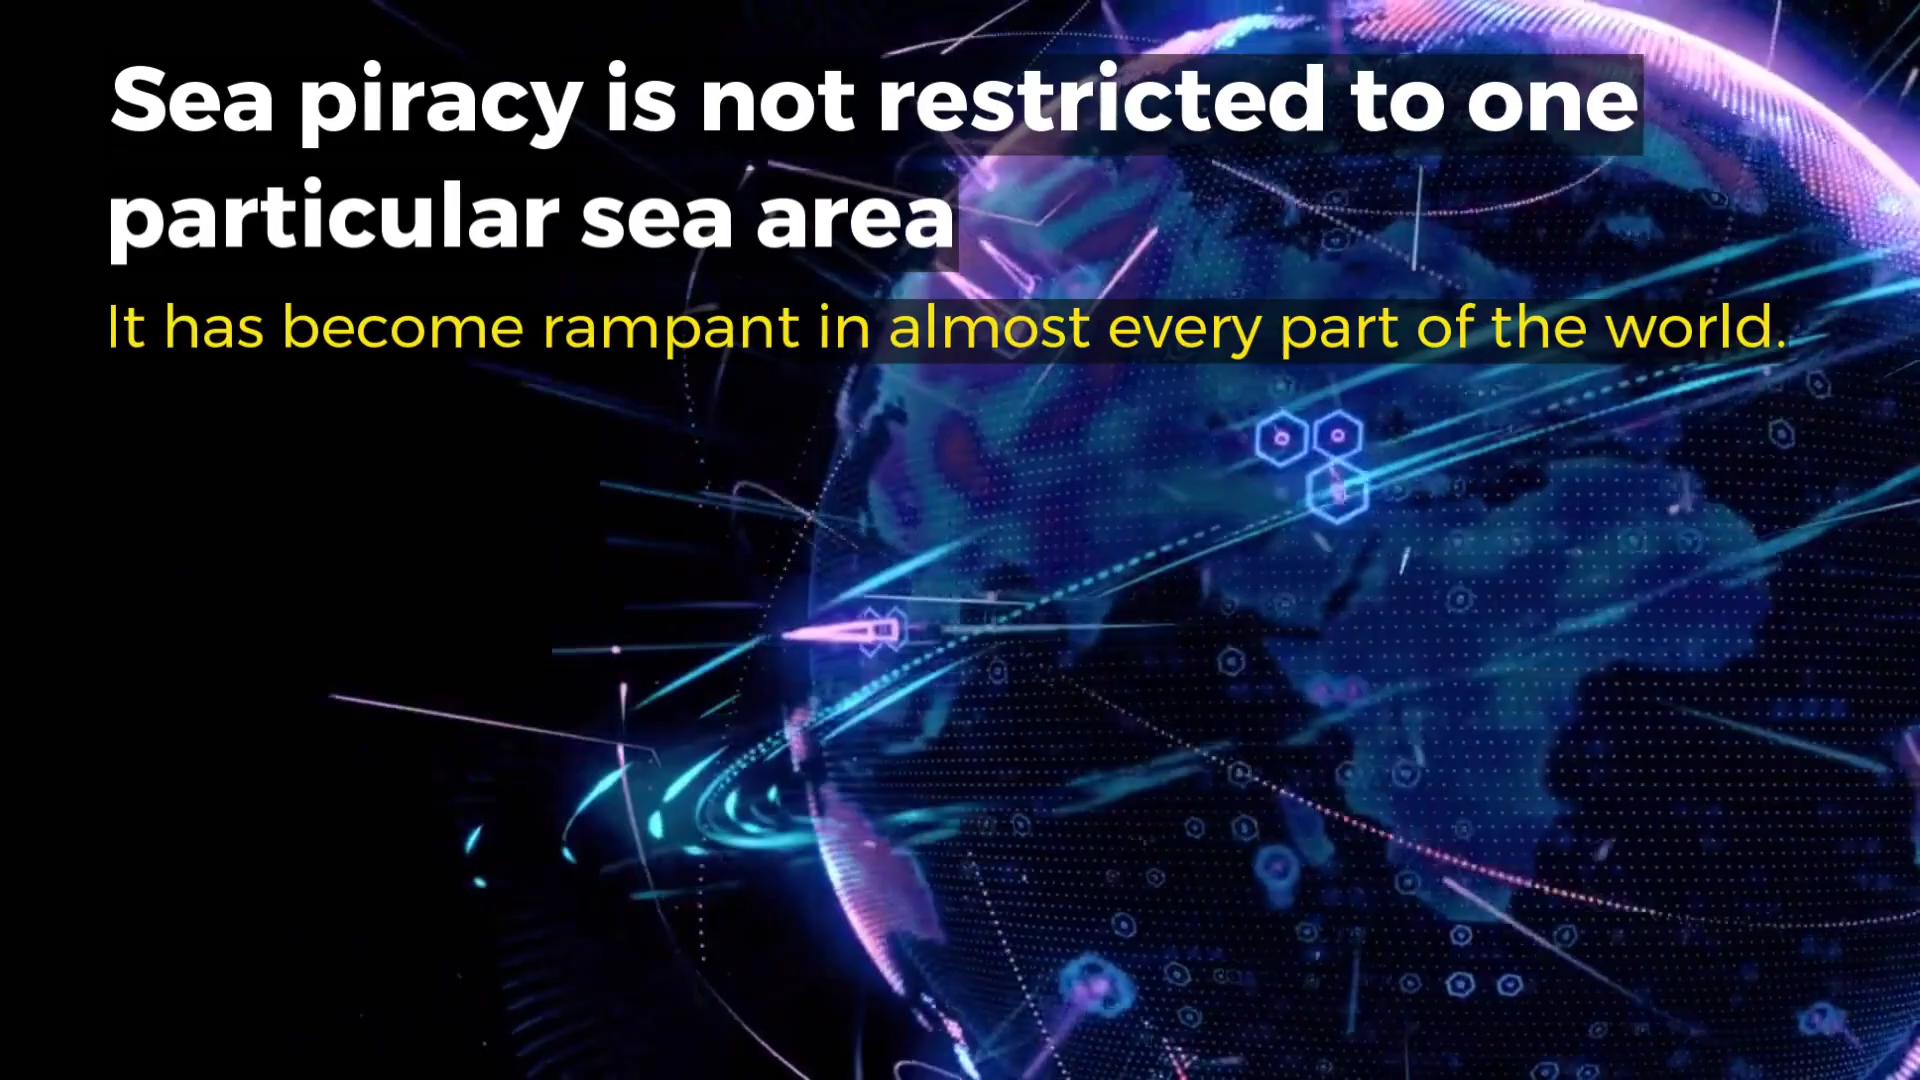 Sea piracy is not restricted to one
particular sea area
It has become rampant in almost every part of the world.